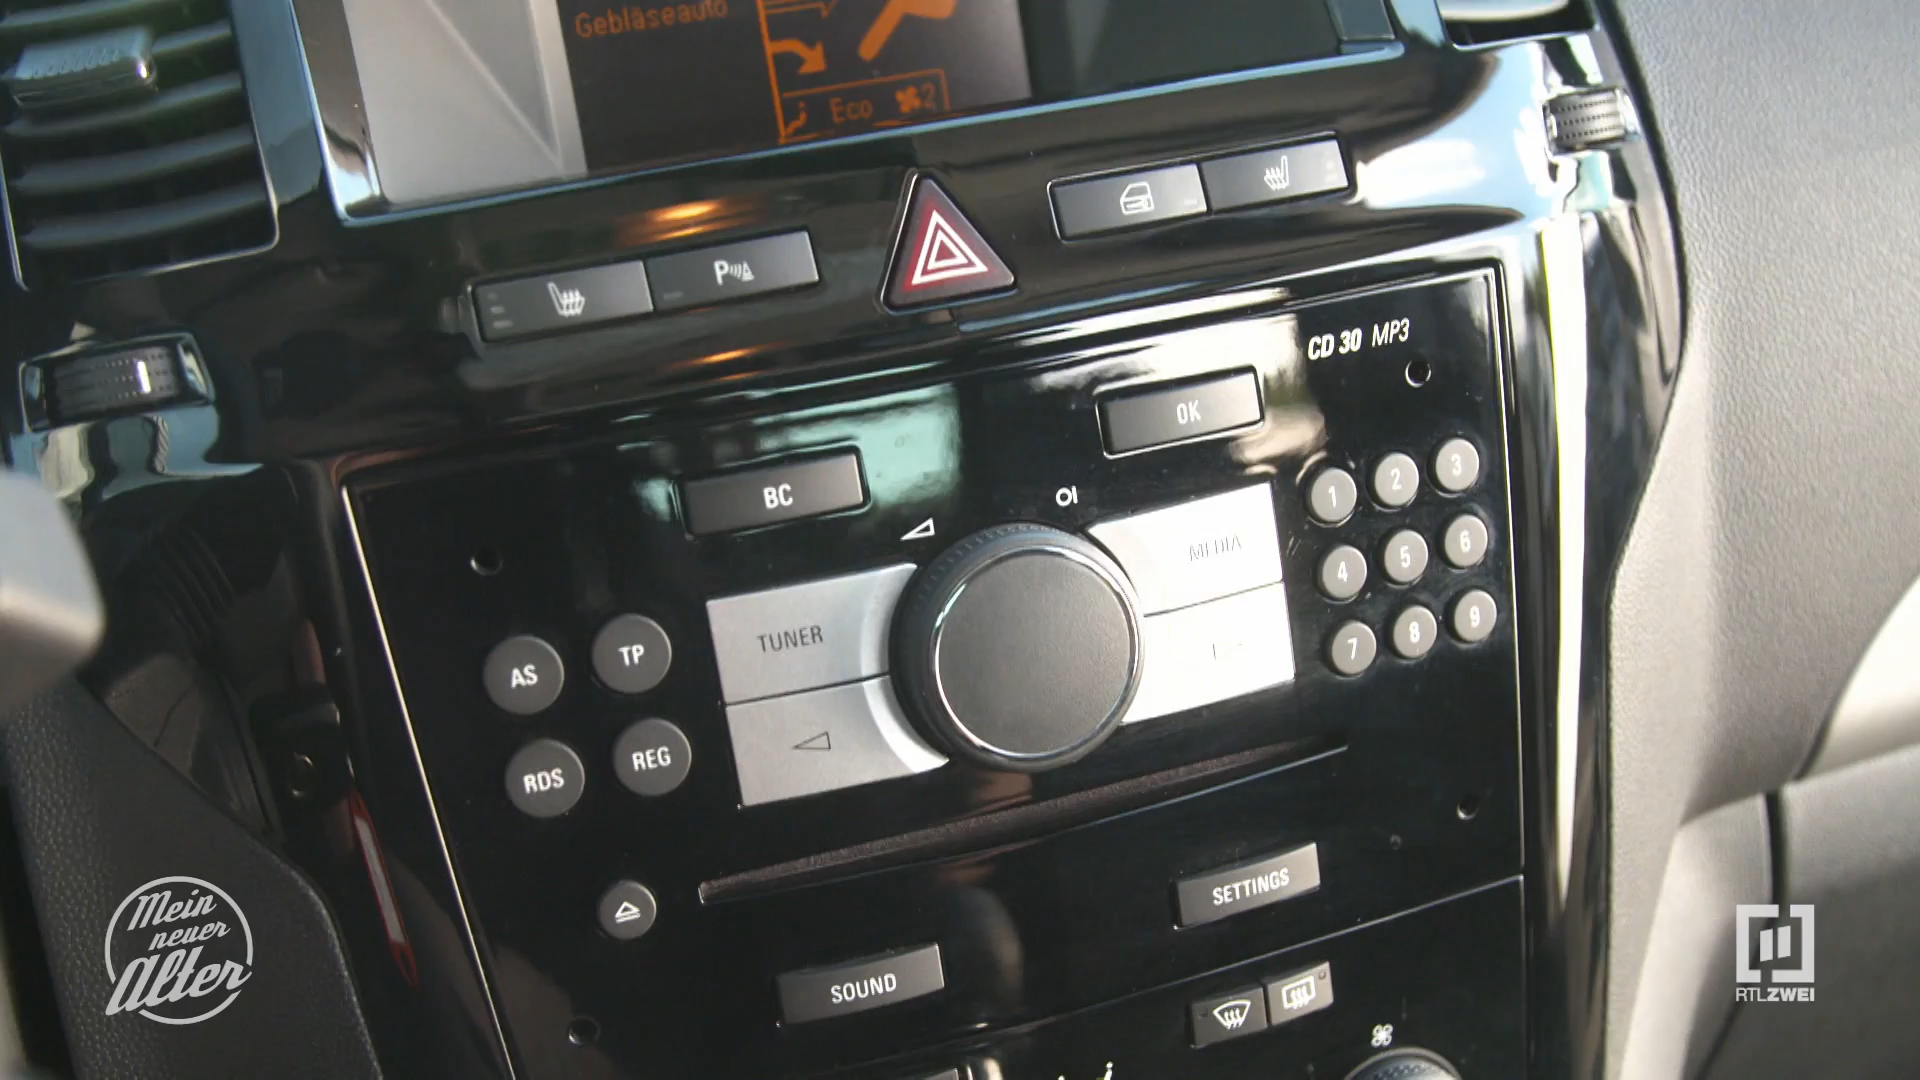 Gebläseauto
Eco 2
P
CD 30 MP3
OK
BC
MEDIA
TUNER
1 2 3
4 5 6
7 8 9
AS TP
RDS REG
SETTINGS
SOUND
Mein
neuer
Alter
RTLZWEI